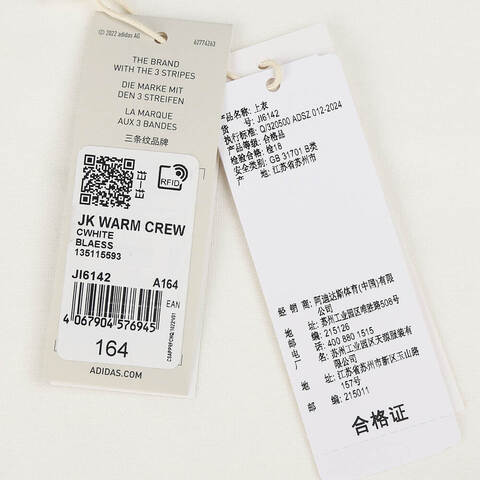 © 2022 adidas AG
62774263
THE BRAND
WITH THE 3 STRIPES
DIE MARKE MIT
DEN 3 STREIFEN
LA MARQUE
AUX 3 BANDES
三条纹品牌
RFID
JK WARM CREW
CWHITE
BLAESS
135115593
JI6142 A164
EAN
4 067904 576945
164
ADIDAS.COM
产品名称: 上衣
货 号: JI6142
执行标准: Q/320500 ADSZ 012-2024
产品等级: 合格品
检验合格: 检18
安全类别: GB 31701 B类
产 地: 江苏省苏州市
经 销 商: 阿迪达斯体育(中国)有限
公司
地 址: 苏州工业园区旺胜路508号
邮 编: 215126
电 话: 400 880 1515
厂 名: 苏州工业园区天祺服装有
限公司
地 址: 江苏省苏州市新区玉山路
157号
邮 编: 215011
合格证